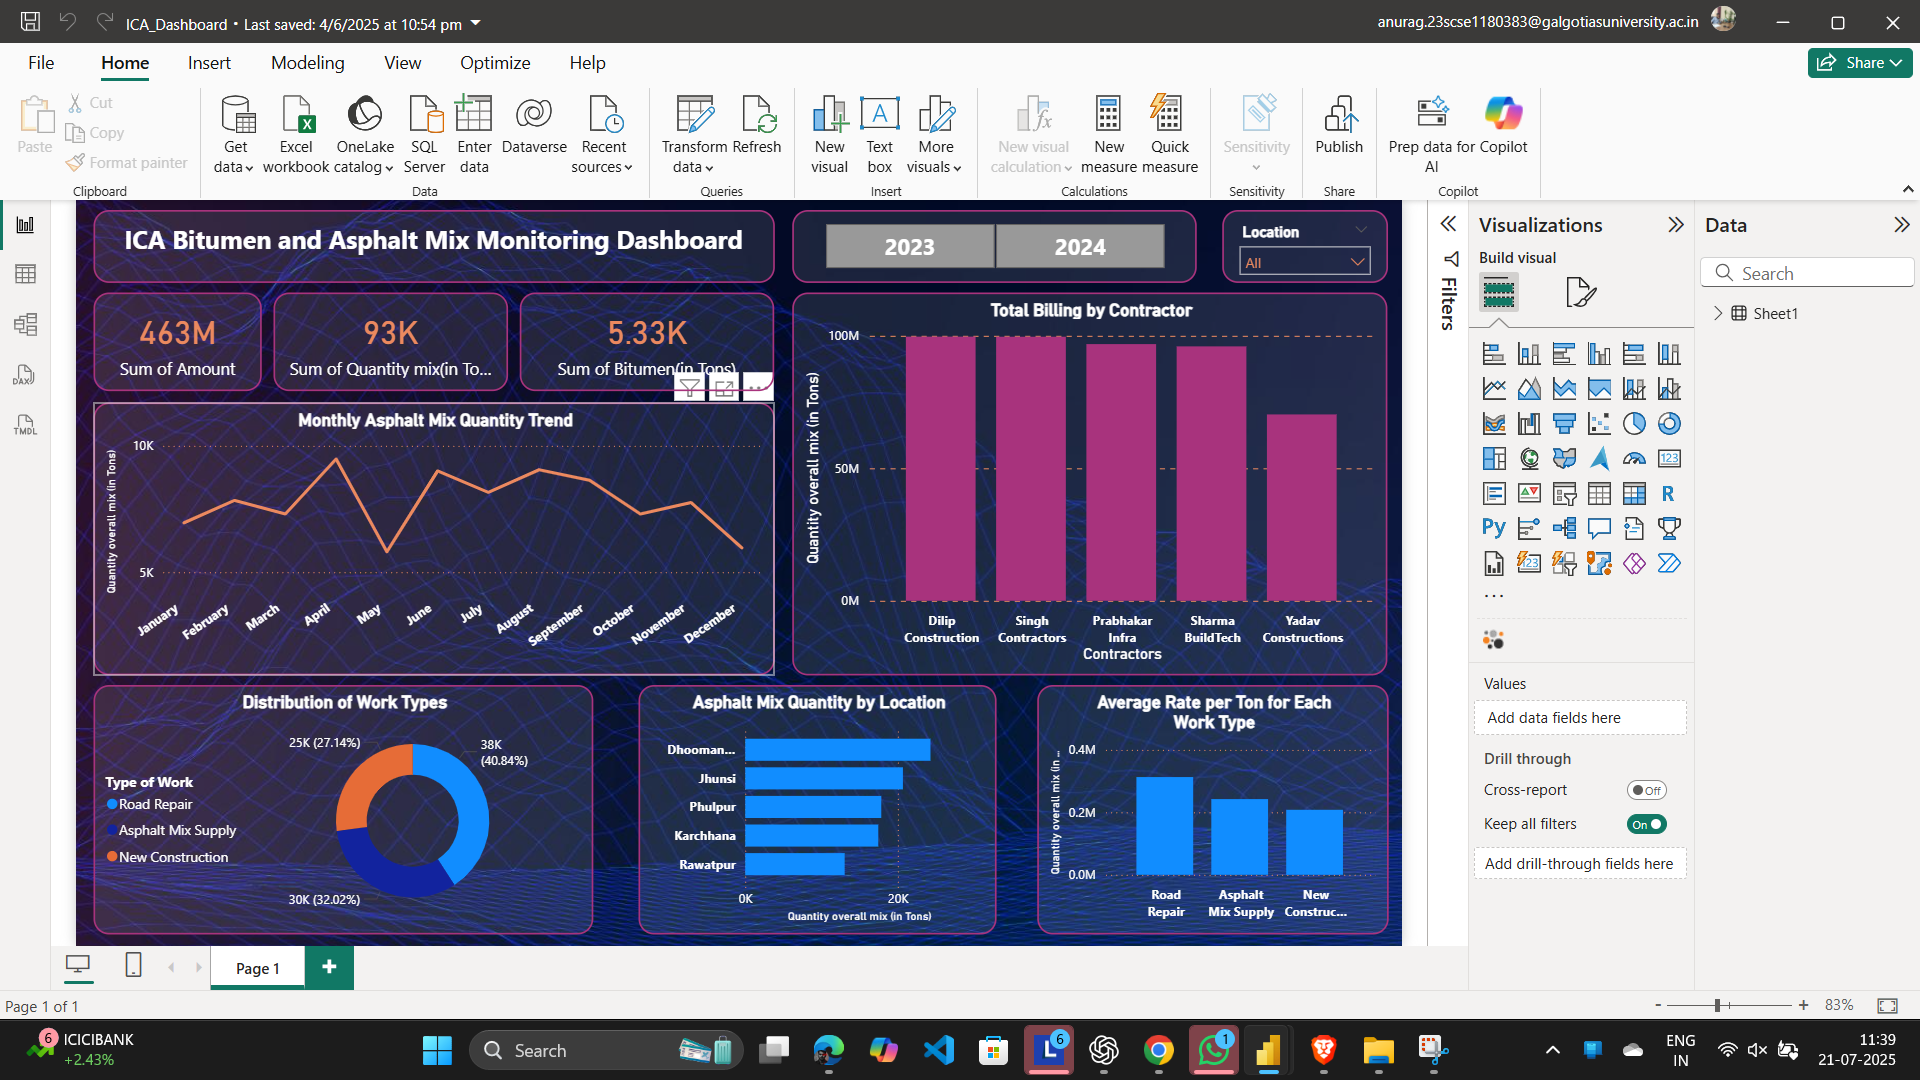 ICA_Dashboard • Last saved: 4/6/2025 at 10:54 pm
anurag.23scse1180383@galgotiasuniversity.ac.in
File Home Insert Modeling View Optimize Help
Share
Paste
Cut
Copy
Format painter
Clipboard
Get data
Excel workbook
OneLake catalog
SQL Server
Enter data
Dataverse
Recent sources
Data
Transform data
Refresh
Queries
New visual
Text box
More visuals
Insert
New visual calculation
New measure
Quick measure
Calculations
Sensitivity
Sensitivity
Publish
Share
Prep data for AI
Copilot
Copilot
ICA Bitumen and Asphalt Mix Monitoring Dashboard
2023
2024
Location
All
463M
Sum of Amount
93K
Sum of Quantity mix(in To...
5.33K
Sum of Bitumen(in Tons)
Monthly Asphalt Mix Quantity Trend
Quantity overall mix (in Tons)
10K
5K
January
February
March
April
May
June
July
August
September
October
November
December
Total Billing by Contractor
Quantity overall mix (in Tons)
100M
50M
0M
Dilip Construction
Singh Contractors
Prabhakar Infra
Sharma BuildTech
Yadav Constructions
Contractors
Distribution of Work Types
Type of Work
Road Repair
Asphalt Mix Supply
New Construction
25K (27.14%)
38K
(40.84%)
30K (32.02%)
Asphalt Mix Quantity by Location
Dhooman...
Jhunsi
Phulpur
Karchhana
Rawatpur
0K
20K
Quantity overall mix (in Tons)
Average Rate per Ton for Each
Work Type
Quantity overall mix (in ...
0.4M
0.2M
0.0M
Road Repair
Asphalt Mix Supply
New Construc...
Filters
Visualizations
Build visual
123
R
Py
123
...
Values
Add data fields here
Drill through
Cross-report
Off
Keep all filters
On
Add drill-through fields here
Data
Search
Sheet1
DAX
TMDL
Page 1
Page 1 of 1
83%
6
ICICIBANK
+2.43%
Search
6
1
ENG
IN
11:39
21-07-2025